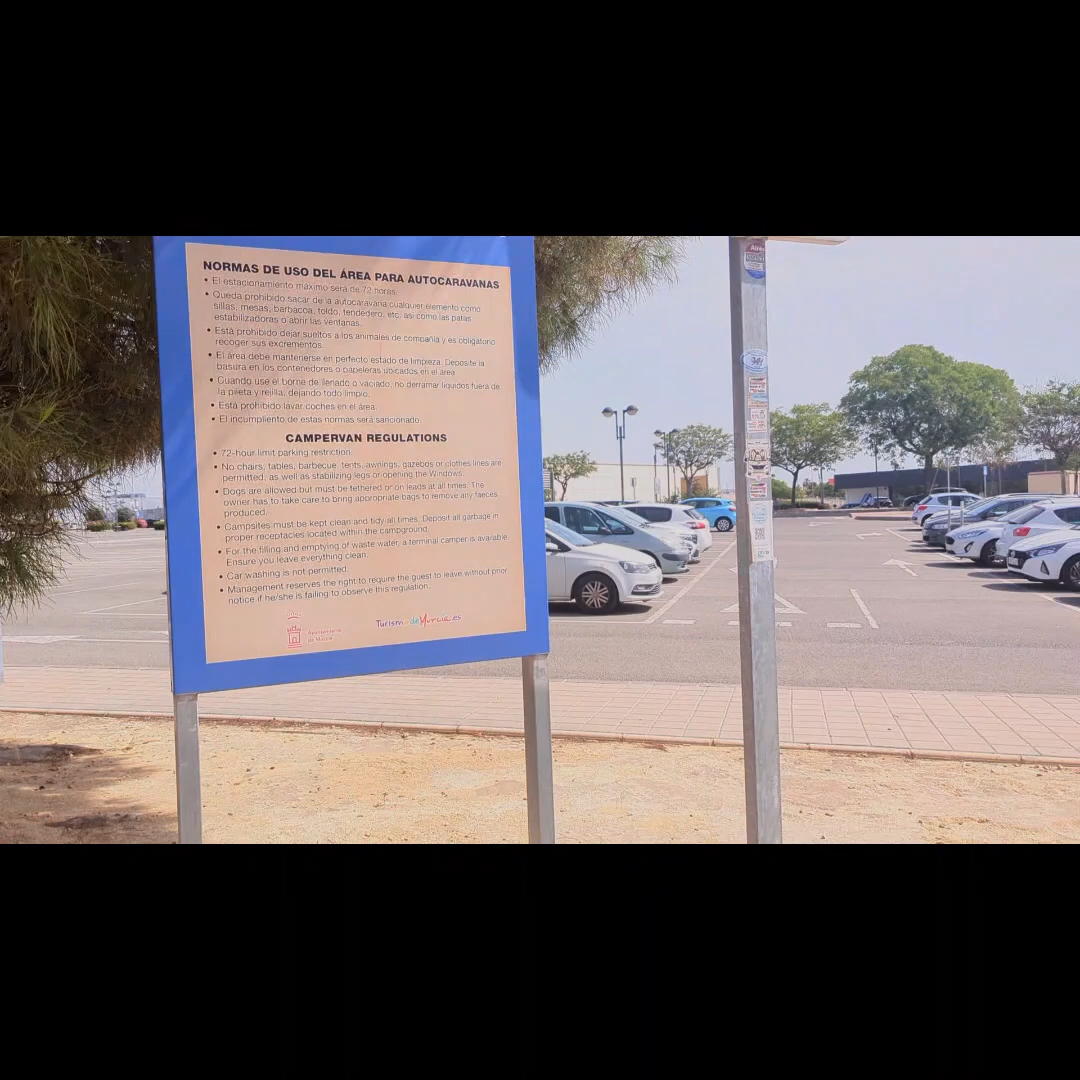 NORMAS DE USO DEL ÁREA PARA AUTOCARAVANAS
• El estacionamiento máximo será de 72 horas.
• Queda prohibido sacar de la autocaravana cualquier elemento como
sillas, mesas, barbacoa, toldo, tendedero, etc. así como las patas
estabilizadoras o abrir las ventanas.
• Está prohibido dejar sueltos a los animales de compañía y es obligatorio
recoger sus excrementos.
• El área debe mantenerse en perfecto estado de limpieza. Deposite la
basura en los contenedores o papeleras ubicados en el área
• Cuando use el borne de llenado o vaciado, no derramar líquidos fuera de
la pileta y rejilla, dejando todo limpio.
• Está prohibido lavar coches en el área.
• El incumpliento de estas normas será sancionado.
CAMPERVAN REGULATIONS
• 72-hour limit parking restriction.
• No chairs, tables, barbecue, tents, awnings, gazebos or clothes lines are
permitted, as well as stabilizing legs or opening the Windows.
• Dogs are allowed but must be tethered or on leads at all times. The
owner has to take care to bring appropriate bags to remove any faeces
produced.
• Campsites must be kept clean and tidy all times. Deposit all garbage in
proper receptacles located within the campground.
• For the filling and emptying of waste water, a terminal camper is available.
Ensure you leave everything clean.
• Car washing is not permitted.
• Management reserves the right to require the guest to leave without prior
notice if he/she is failing to observe this regulation.
Ayuntamiento
de Murcia
TurismodeMurcia.es
Aires